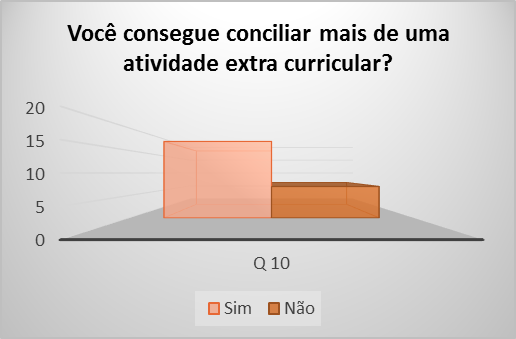 Você consegue conciliar mais de uma
atividade extra curricular?
20
15
10
5
0
Q 10
Sim Não